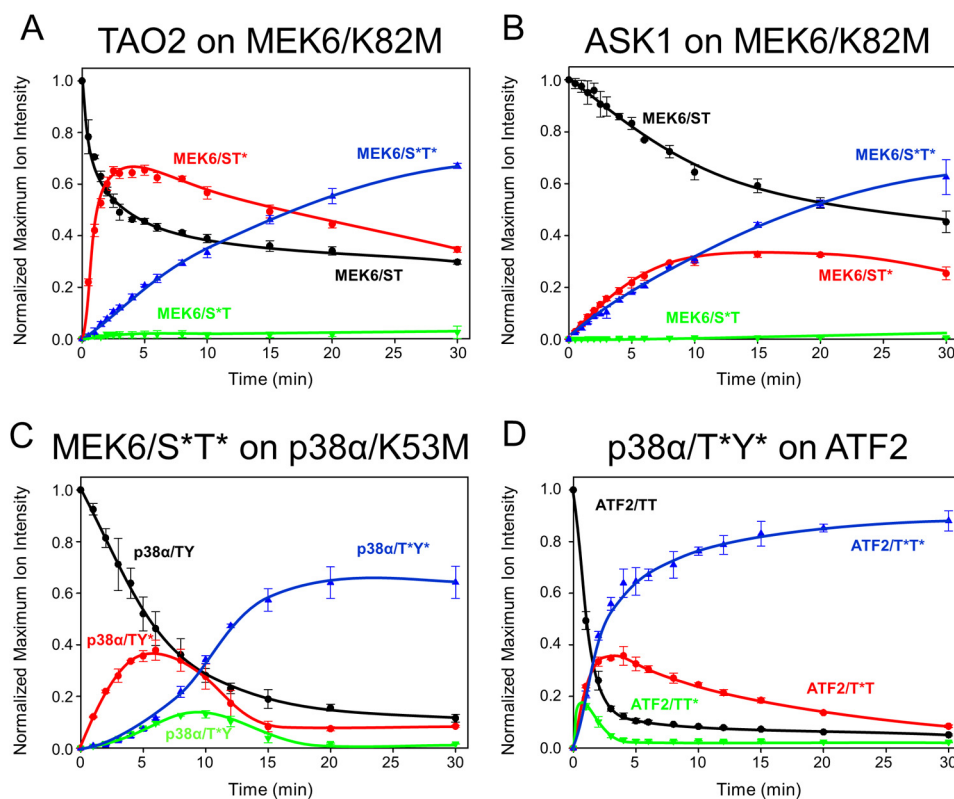 A
TAO2 on MEK6/K82M
Normalized Maximum Ion Intensity
1.0
0.8
0.6
0.4
0.2
0.0
MEK6/ST*
MEK6/S*T*
MEK6/ST
MEK6/S*T
0 5 10 15 20 25 30
Time (min)
B
ASK1 on MEK6/K82M
Normalized Maximum Ion Intensity
1.0
0.8
0.6
0.4
0.2
0.0
MEK6/ST
MEK6/S*T*
MEK6/ST*
MEK6/S*T
0 5 10 15 20 25 30
Time (min)
C
MEK6/S*T* on p38α/K53M
Normalized Maximum Ion Intensity
1.0
0.8
0.6
0.4
0.2
0.0
p38α/TY
p38α/T*Y*
p38α/TY*
p38α/T*Y
0 5 10 15 20 25 30
Time (min)
D
p38α/T*Y* on ATF2
Normalized Maximum Ion Intensity
1.0
0.8
0.6
0.4
0.2
0.0
ATF2/TT
ATF2/T*T*
ATF2/T*T
ATF2/TT*
0 5 10 15 20 25 30
Time (min)